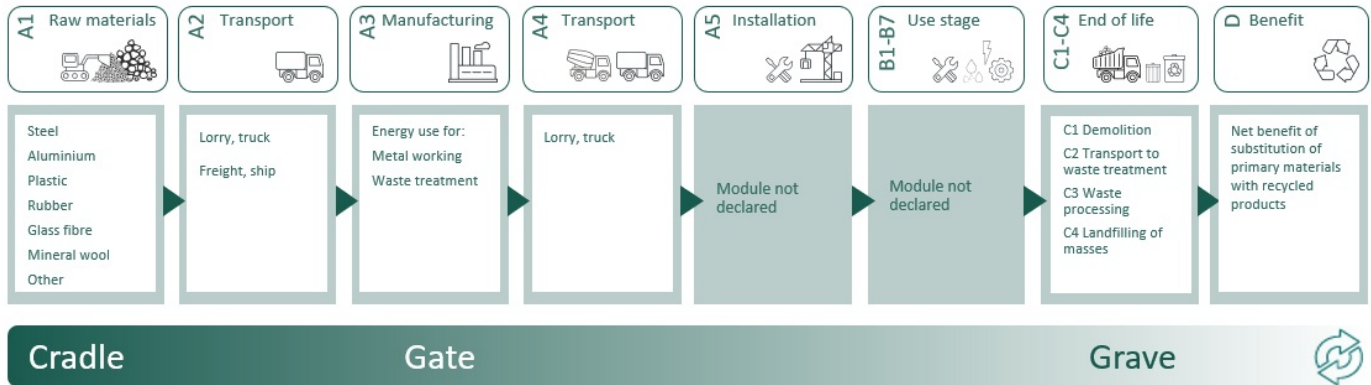 A1 Raw materials
A2 Transport
A3 Manufacturing
A4 Transport
A5 Installation
B1-B7 Use stage
C1-C4 End of life
D Benefit
Steel
Aluminium
Plastic
Rubber
Glass fibre
Mineral wool
Other
Lorry, truck
Freight, ship
Energy use for:
Metal working
Waste treatment
Lorry, truck
Module not
declared
Module not
declared
C1 Demolition
C2 Transport to
waste treatment
C3 Waste
processing
C4 Landfilling of
masses
Net benefit of
substitution of
primary materials
with recycled
products
Cradle
Gate
Grave